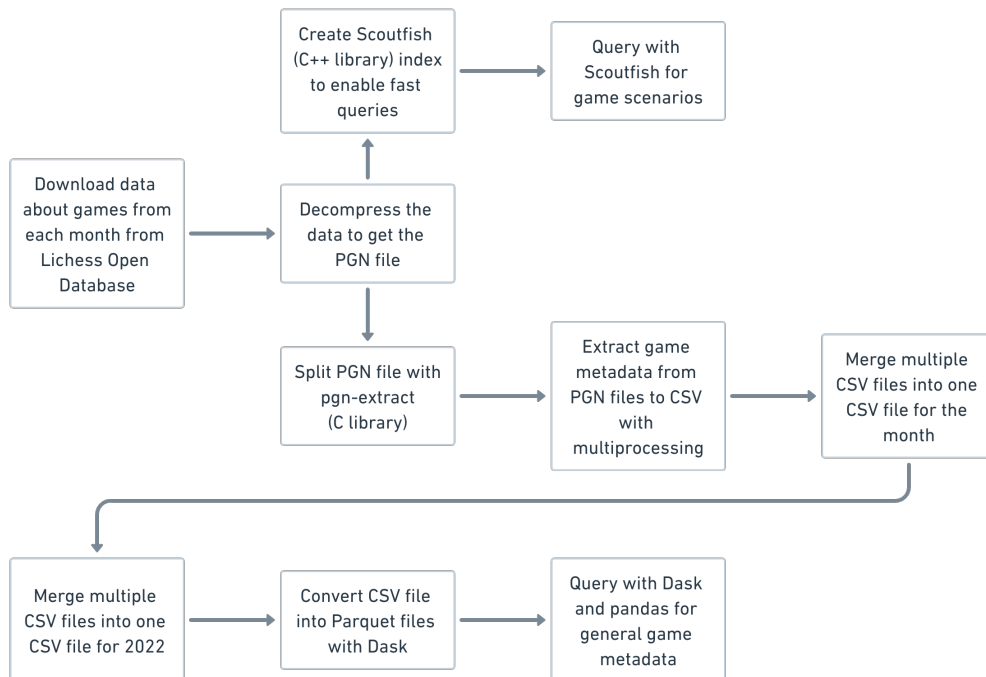 Create Scoutfish
(C++ library) index
to enable fast
queries
Query with
Scoutfish for
game scenarios
Download data
about games from
each month from
Lichess Open
Database
Decompress the
data to get the
PGN file
Split PGN file with
pgn-extract
(C library)
Extract game
metadata from
PGN files to CSV
with
multiprocessing
Merge multiple
CSV files into one
CSV file for the
month
Merge multiple
CSV files into one
CSV file for 2022
Convert CSV file
into Parquet files
with Dask
Query with Dask
and pandas for
general game
metadata